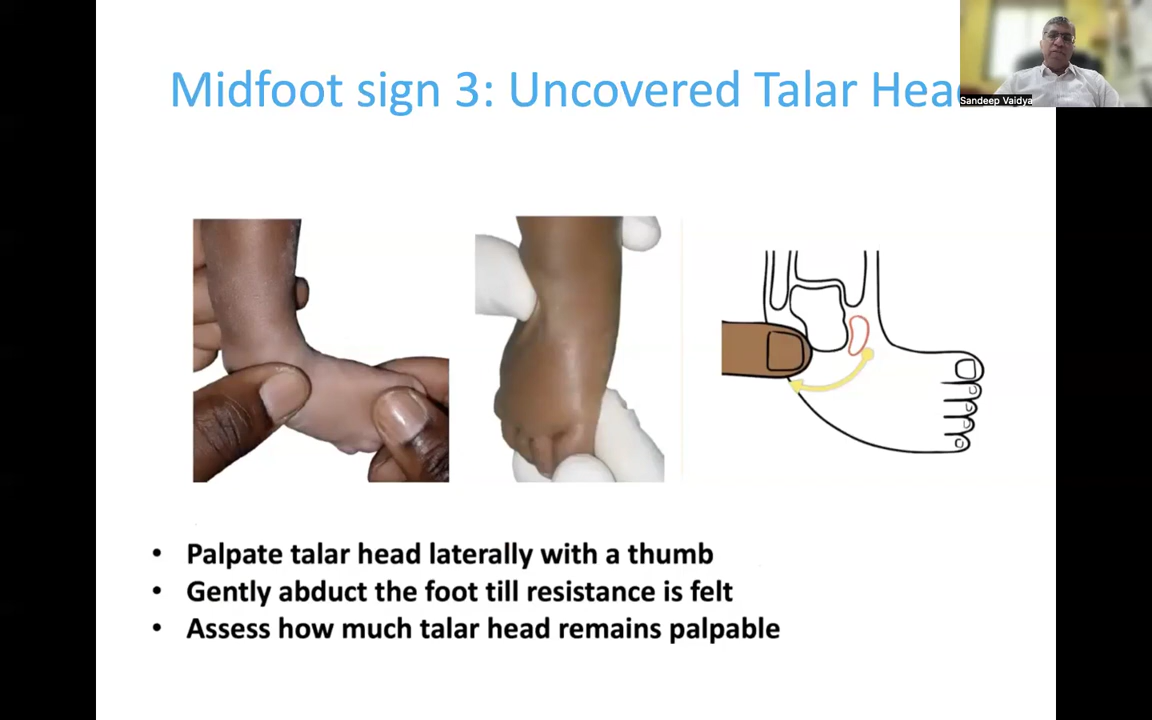 Midfoot sign 3: Uncovered Talar
Sandeep Vaidya
• Palpate talar head laterally with a thumb
• Gently abduct the foot till resistance is felt
• Assess how much talar head remains palpable